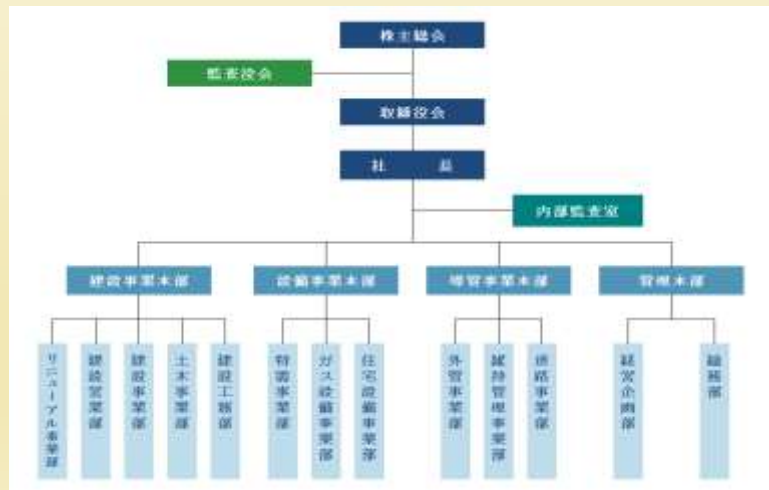 株主総会
監査役会
取締役会
社　　長
内部監査室
建設事業本部
設備事業本部
導管事業本部
管理本部
リニューアル事業部
建設営業部
建設事業部
土木事業部
建設工務部
特需事業部
ガス設備事業部
住宅設備事業部
外管事業部
維持管理事業部
道路事業部
経営企画部
総務部